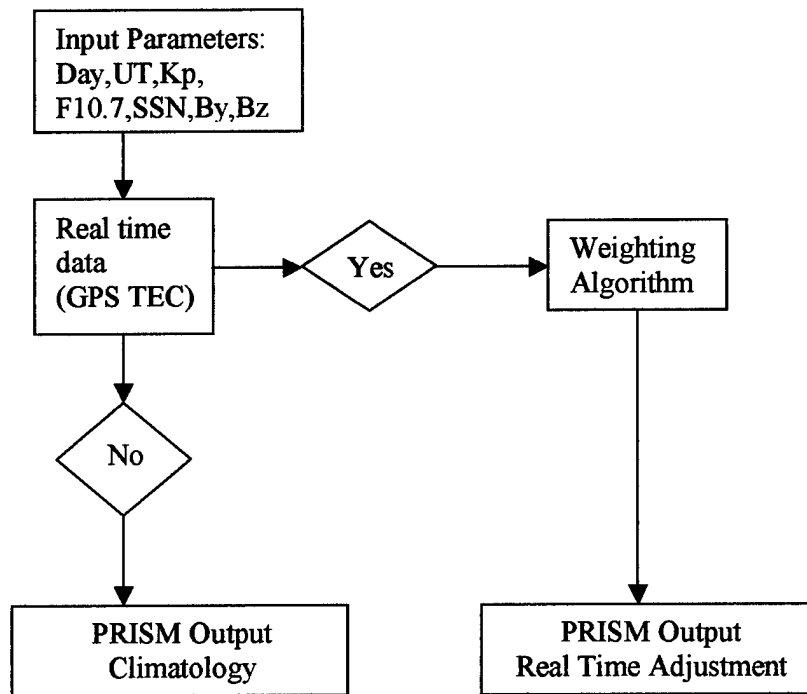 Input Parameters:
Day,UT,Kp,
F10.7,SSN,By,Bz
Real time
data
(GPS TEC)
Yes
Weighting
Algorithm
No
PRISM Output
Climatology
PRISM Output
Real Time Adjustment